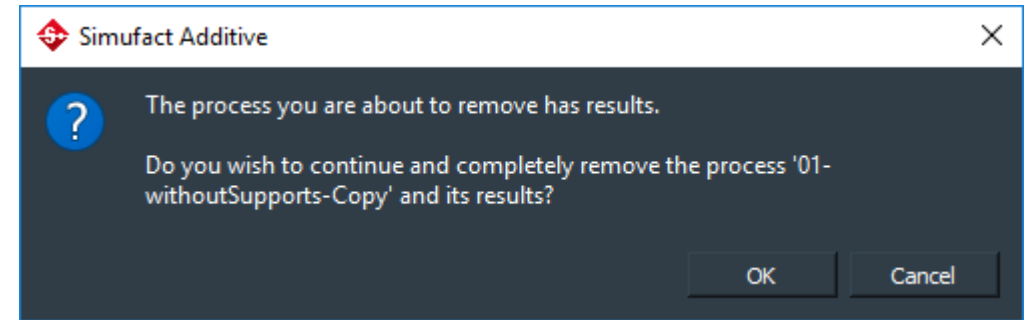 Simufact Additive
The process you are about to remove has results.
Do you wish to continue and completely remove the process '01-
withoutSupports-Copy' and its results?
OK Cancel